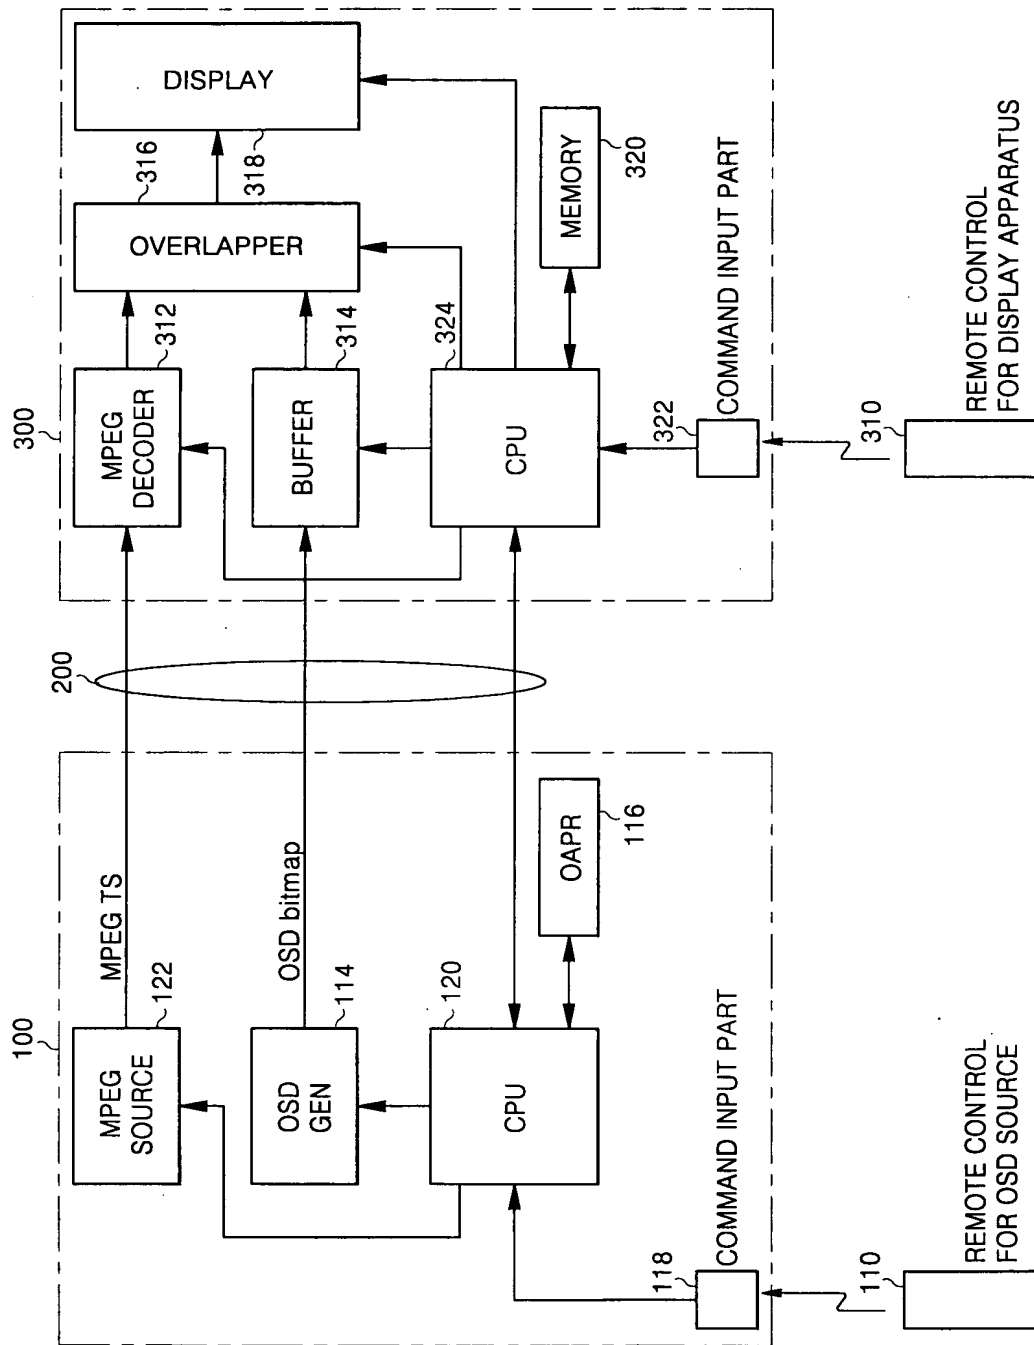 100
MPEG
SOURCE
122
MPEG TS
OSD
GEN
114
OSD bitmap
CPU
120
OAPR
116
118
COMMAND INPUT PART
110
REMOTE CONTROL
FOR OSD SOURCE
200
300
MPEG
DECODER
312
BUFFER
314
OVERLAPPER
316
DISPLAY
318
CPU
324
MEMORY
320
322
COMMAND INPUT PART
310
REMOTE CONTROL
FOR DISPLAY APPARATUS